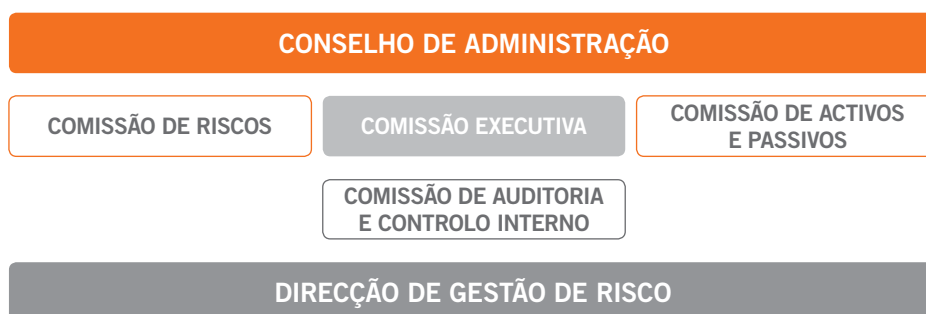 CONSELHO DE ADMINISTRAÇÃO
COMISSÃO DE RISCOS
COMISSÃO EXECUTIVA
COMISSÃO DE ACTIVOS
E PASSIVOS
COMISSÃO DE AUDITORIA
E CONTROLO INTERNO
DIRECÇÃO DE GESTÃO DE RISCO